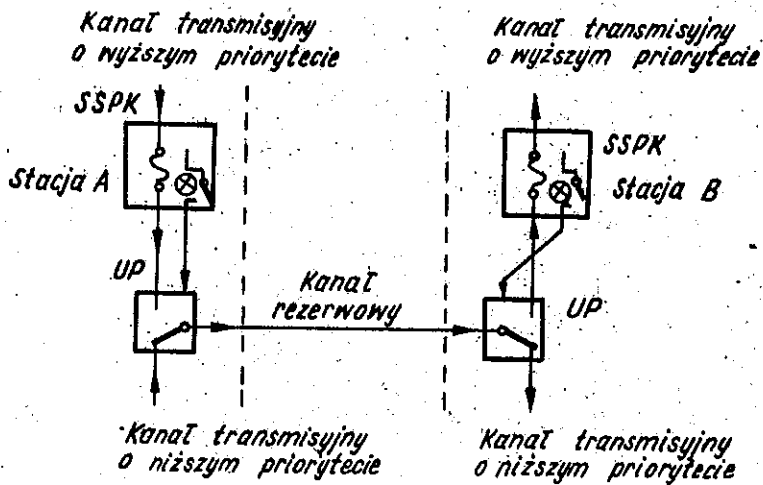 Kanał transmisyjny
o wyższym priorytecie
Kanał transmisyjny
o wyższym priorytecie
SSPK
Stacja A
SSPK
Stacja B
UP
Kanał
rezerwowy
UP
Kanał transmisyjny
o niższym priorytecie
Kanał transmisyjny
o niższym priorytecie